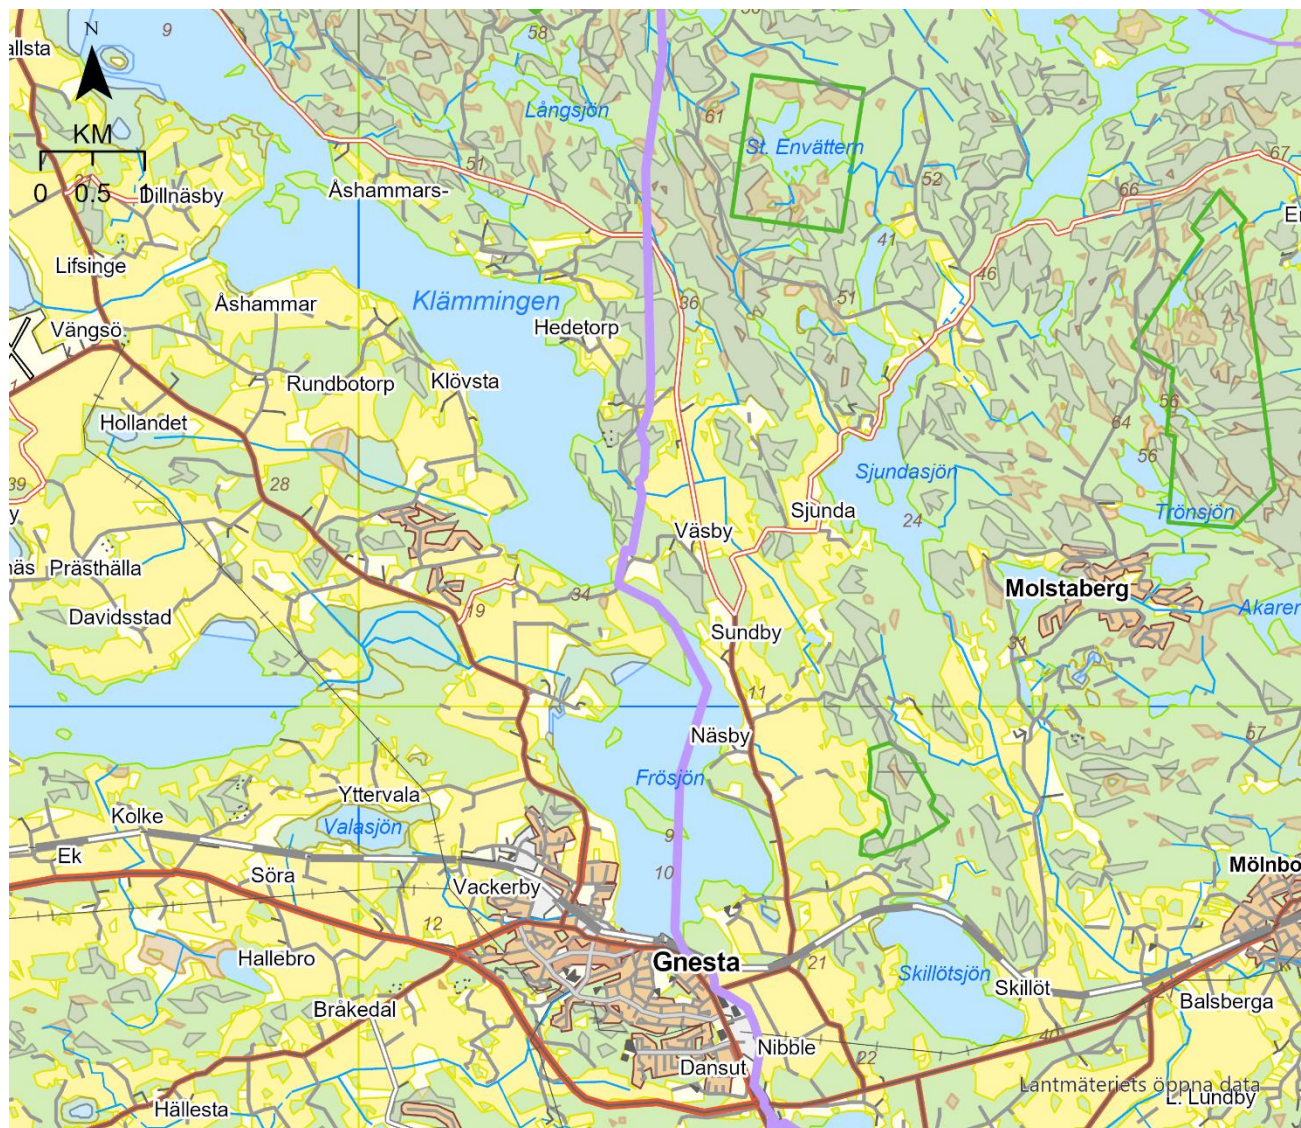 9
58
allsta
N
Långsjön
61
St. Envättern
KM
51
52
67
66
0 0.5 1
Dillnäsby
Åshammars-
41
Lifsinge
46
Klämmingen
51
36
Åshammar
Vängsö
Hedetorp
Rundbotorp
Klövsta
56
Hollandet
64
56
39
28
Sjundasjön
Väsby
Sjunda
24
Trönsjön
Prästhälla
Molstaberg
34
Akaren
Davidsstad
19
Sundby
31
11
Näsby
57
Frösjön
Yttervala
Kolke
Valasjön
9
Ek
Söra
10
Mölnbo
Vackerby
12
Hallebro
Gnesta
21
Skillötsjön
Skillöt
Balsberga
Bråkedal
40
Nibble
22
Dansut
Lantmäteriets öppna data
L. Lundby
Hällesta